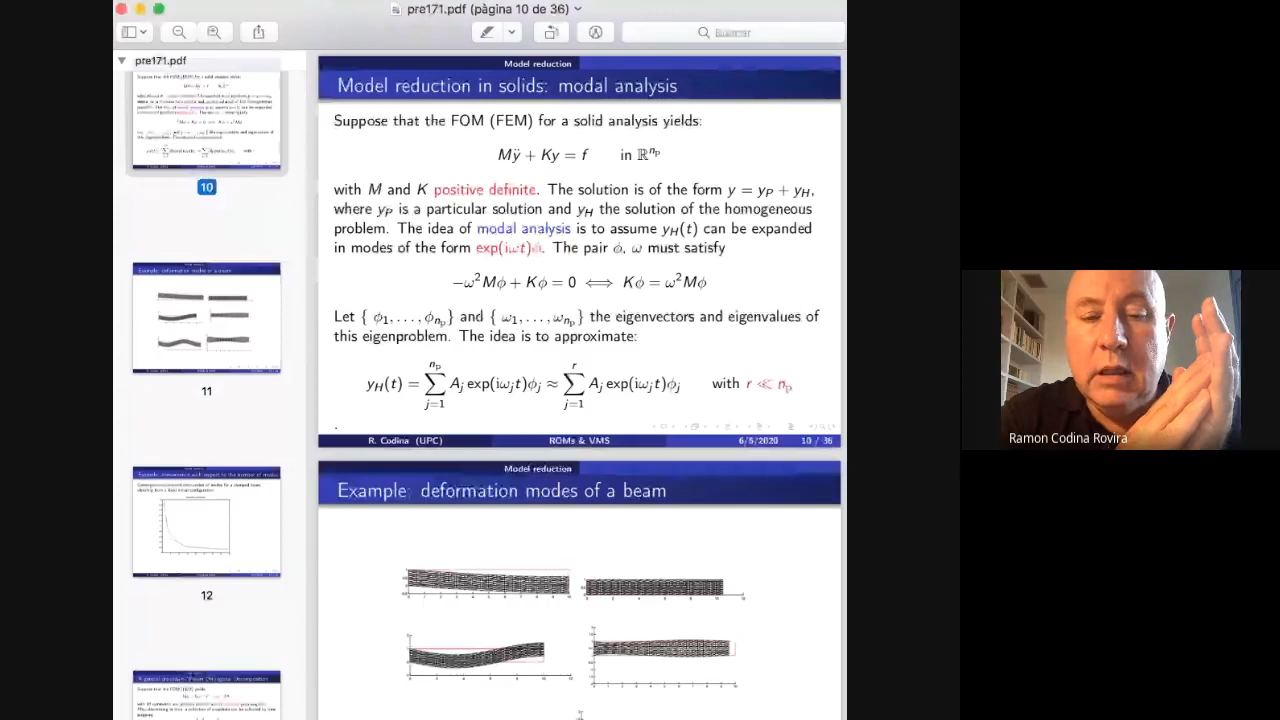 pre171.pdf (pàgina 10 de 36)
Buscar
pre171.pdf
10
11
12
Model reduction
Model reduction in solids: modal analysis
Suppose that the FOM (FEM) for a solid analysis yields:
Mÿ + Ky = f in ℝ^{n_p}
with M and K positive definite. The solution is of the form y = y_P + y_H,
where y_P is a particular solution and y_H the solution of the homogeneous
problem. The idea of modal analysis is to assume y_H(t) can be expanded
in modes of the form exp(iωt)ϕ. The pair ϕ, ω must satisfy
−ω²Mϕ + Kϕ = 0 ⟺ Kϕ = ω²Mϕ
Let { ϕ_1, . . . , ϕ_{n_p}} and { ω_1, . . . , ω_{n_p}} the eigenvectors and eigenvalues of
this eigenproblem. The idea is to approximate:
y_H(t) = ∑_{j=1}^{n_p} A_j exp(iω_j t)ϕ_j ≈ ∑_{j=1}^{r} A_j exp(iω_j t)ϕ_j with r ≪ n_p
R. Codina (UPC) ROMs & VMS 6/5/2020 10 / 36
Model reduction
Example: deformation modes of a beam
Ramon Codina Rovira